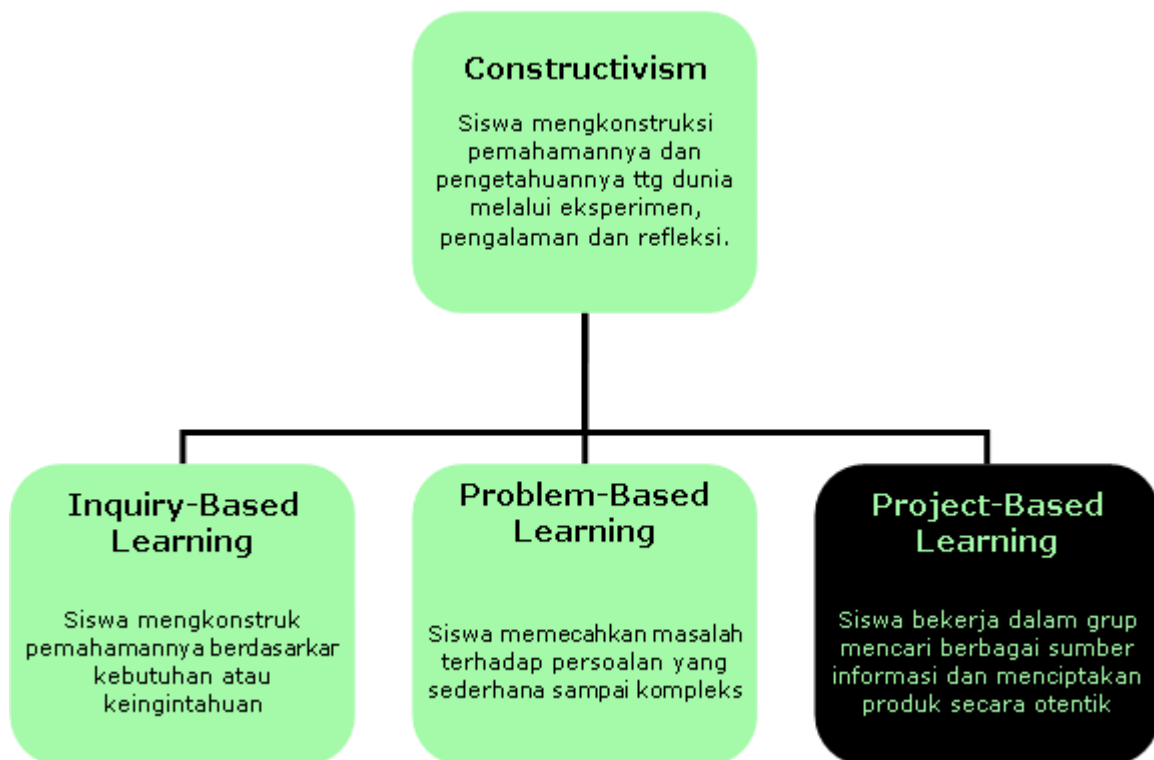 Constructivism
Siswa mengkonstruksi
pemahamannya dan
pengetahuannya ttg dunia
melalui eksperimen,
pengalaman dan refleksi.
Inquiry-Based
Learning
Siswa mengkonstruk
pemahamannya berdasarkar
kebutuhan atau
keingintahuan
Problem-Based
Learning
Siswa memecahkan masalah
terhadap persoalan yang
sederhana sampai kompleks
Project-Based
Learning
Siswa bekerja dalam grup
mencari berbagai sumber
informasi dan menciptakan
produk secara otentik